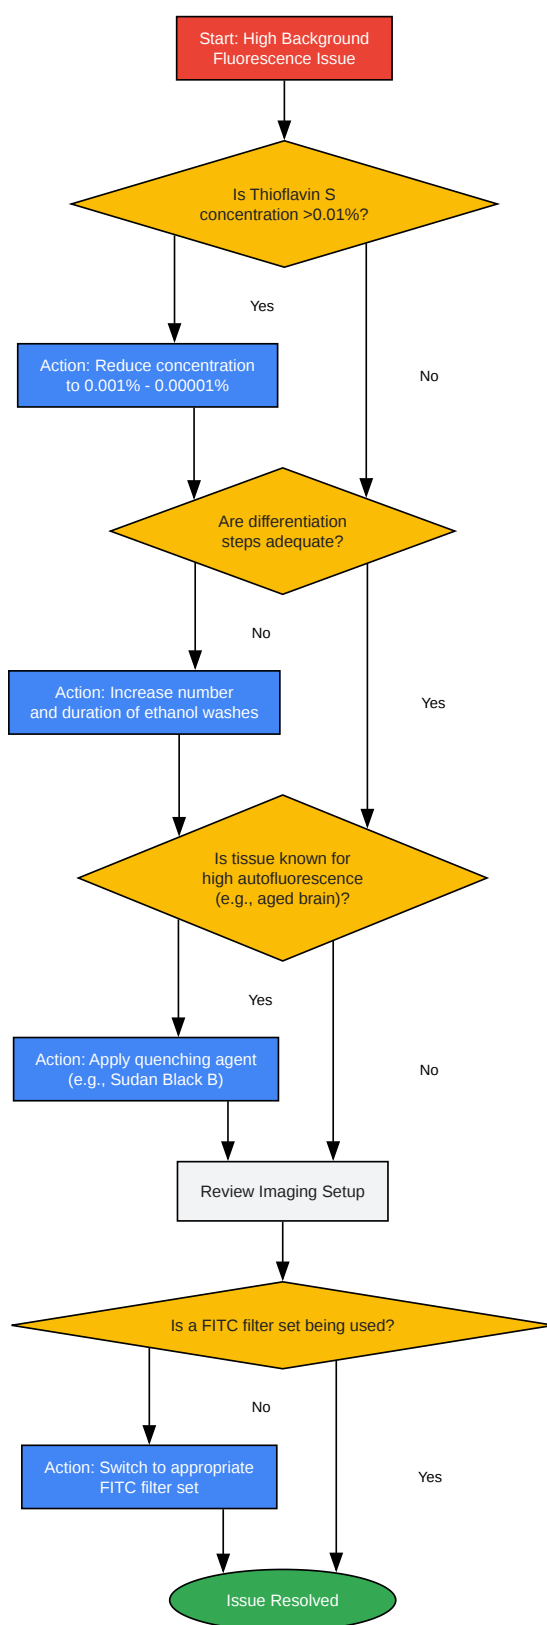 Start: High Background
Fluorescence Issue
Is Thioflavin S
concentration >0.01%?
Yes
Action: Reduce concentration
to 0.001% - 0.00001%
No
Are differentiation
steps adequate?
No
Action: Increase number
and duration of ethanol washes
Yes
Is tissue known for
high autofluorescence
(e.g., aged brain)?
Yes
Action: Apply quenching agent
(e.g., Sudan Black B)
No
Review Imaging Setup
Is a FITC filter set being used?
No
Action: Switch to appropriate
FITC filter set
Yes
Issue Resolved